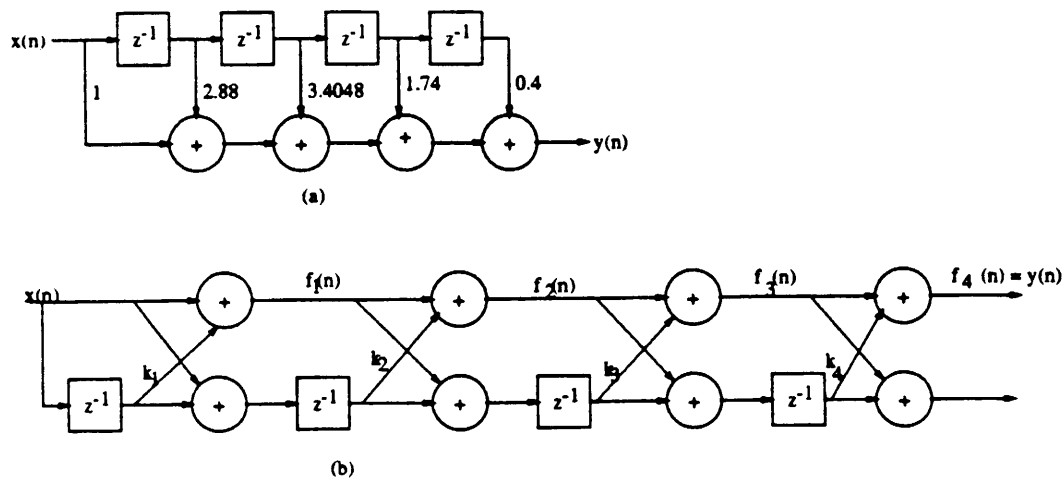 x(n) z⁻¹ z⁻¹ z⁻¹ z⁻¹
1 2.88 3.4048 1.74 0.4
+ + + + y(n)
(a)
x(n) + f₁(n) + f₂(n) + f₃(n) + f₄(n) = y(n)
k₁ k₂ k₃ k₄
z⁻¹ + z⁻¹ + z⁻¹ + z⁻¹ +
(b)